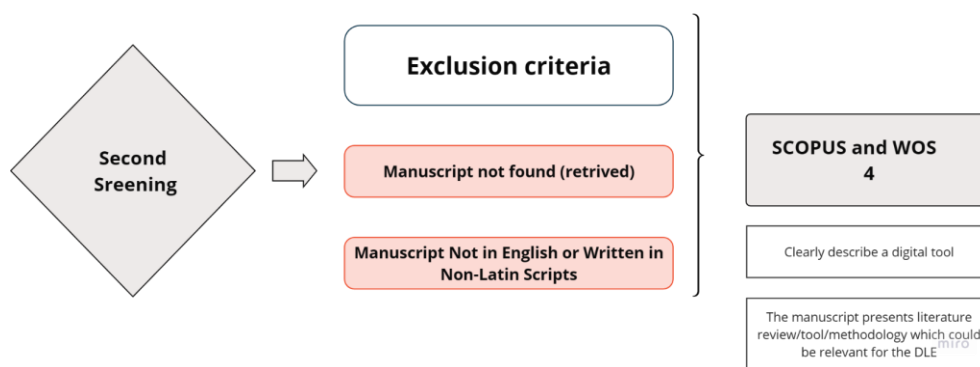 Second
Sreening
Exclusion criteria
Manuscript not found (retrived)
Manuscript Not in English or Written in
Non-Latin Scripts
SCOPUS and WOS
4
Clearly describe a digital tool
The manuscript presents literature
review/tool/methodology which could
be relevant for the DLE
miro